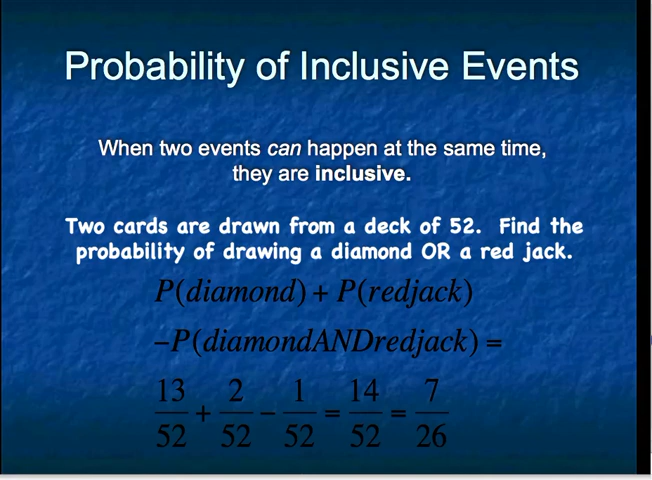 Probability of Inclusive Events
When two events can happen at the same time,
they are inclusive.
Two cards are drawn from a deck of 52. Find the
probability of drawing a diamond OR a red jack.
P(diamond) + P(redjack)
–P(diamondANDredjack) =
13/52 + 2/52 – 1/52 = 14/52 = 7/26